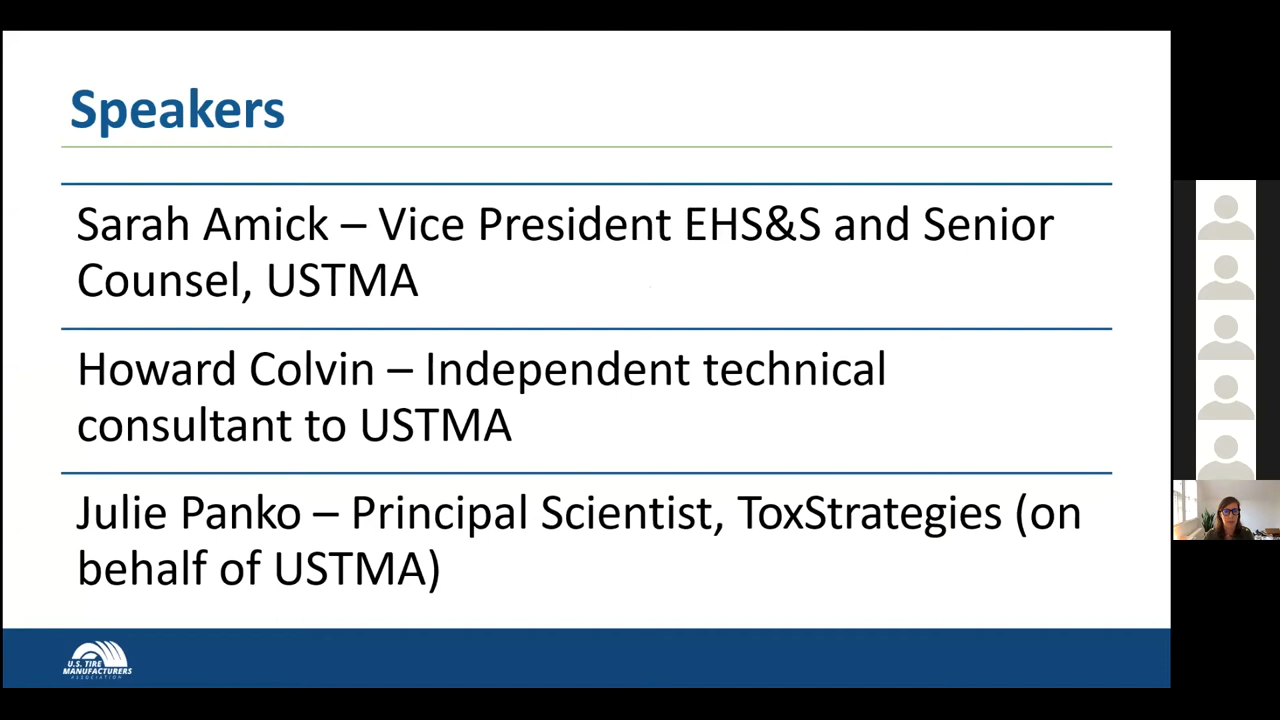 Speakers
Sarah Amick – Vice President EHS&S and Senior
Counsel, USTMA
Howard Colvin – Independent technical
consultant to USTMA
Julie Panko – Principal Scientist, ToxStrategies (on
behalf of USTMA)
U.S. TIRE
MANUFACTURERS
ASSOCIATION